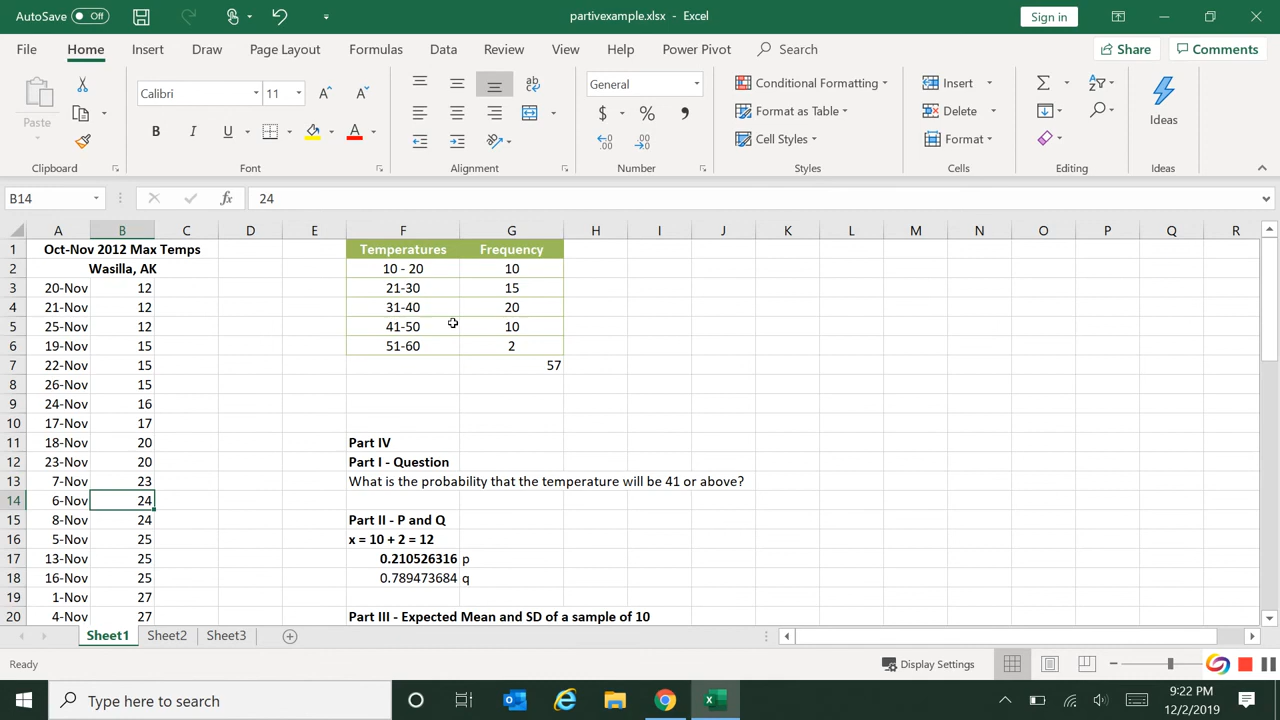 AutoSave Off
partivexample.xlsx - Excel
Sign in
File Home Insert Draw Page Layout Formulas Data Review View Help Power Pivot Search Share Comments
Paste
Calibri 11
General
Conditional Formatting
Format as Table
Cell Styles
Insert
Delete
Format
Ideas
Clipboard Font Alignment Number Styles Cells Editing Ideas
B14 fx 24
A B C D E F G H I J K L M N O P Q R
1 Oct-Nov 2012 Max Temps Temperatures Frequency
2 Wasilla, AK 10 - 20 10
3 20-Nov 12 21-30 15
4 21-Nov 12 31-40 20
5 25-Nov 12 41-50 10
6 19-Nov 15 51-60 2
7 22-Nov 15 57
8 26-Nov 15
9 24-Nov 16
10 17-Nov 17
11 18-Nov 20 Part IV
12 23-Nov 20 Part I - Question
13 7-Nov 23 What is the probability that the temperature will be 41 or above?
14 6-Nov 24
15 8-Nov 24 Part II - P and Q
16 5-Nov 25 x = 10 + 2 = 12
17 13-Nov 25 0.210526316 p
18 16-Nov 25 0.789473684 q
19 1-Nov 27
20 4-Nov 27 Part III - Expected Mean and SD of a sample of 10
Sheet1 Sheet2 Sheet3
Ready Display Settings
Type here to search
9:22 PM
12/2/2019